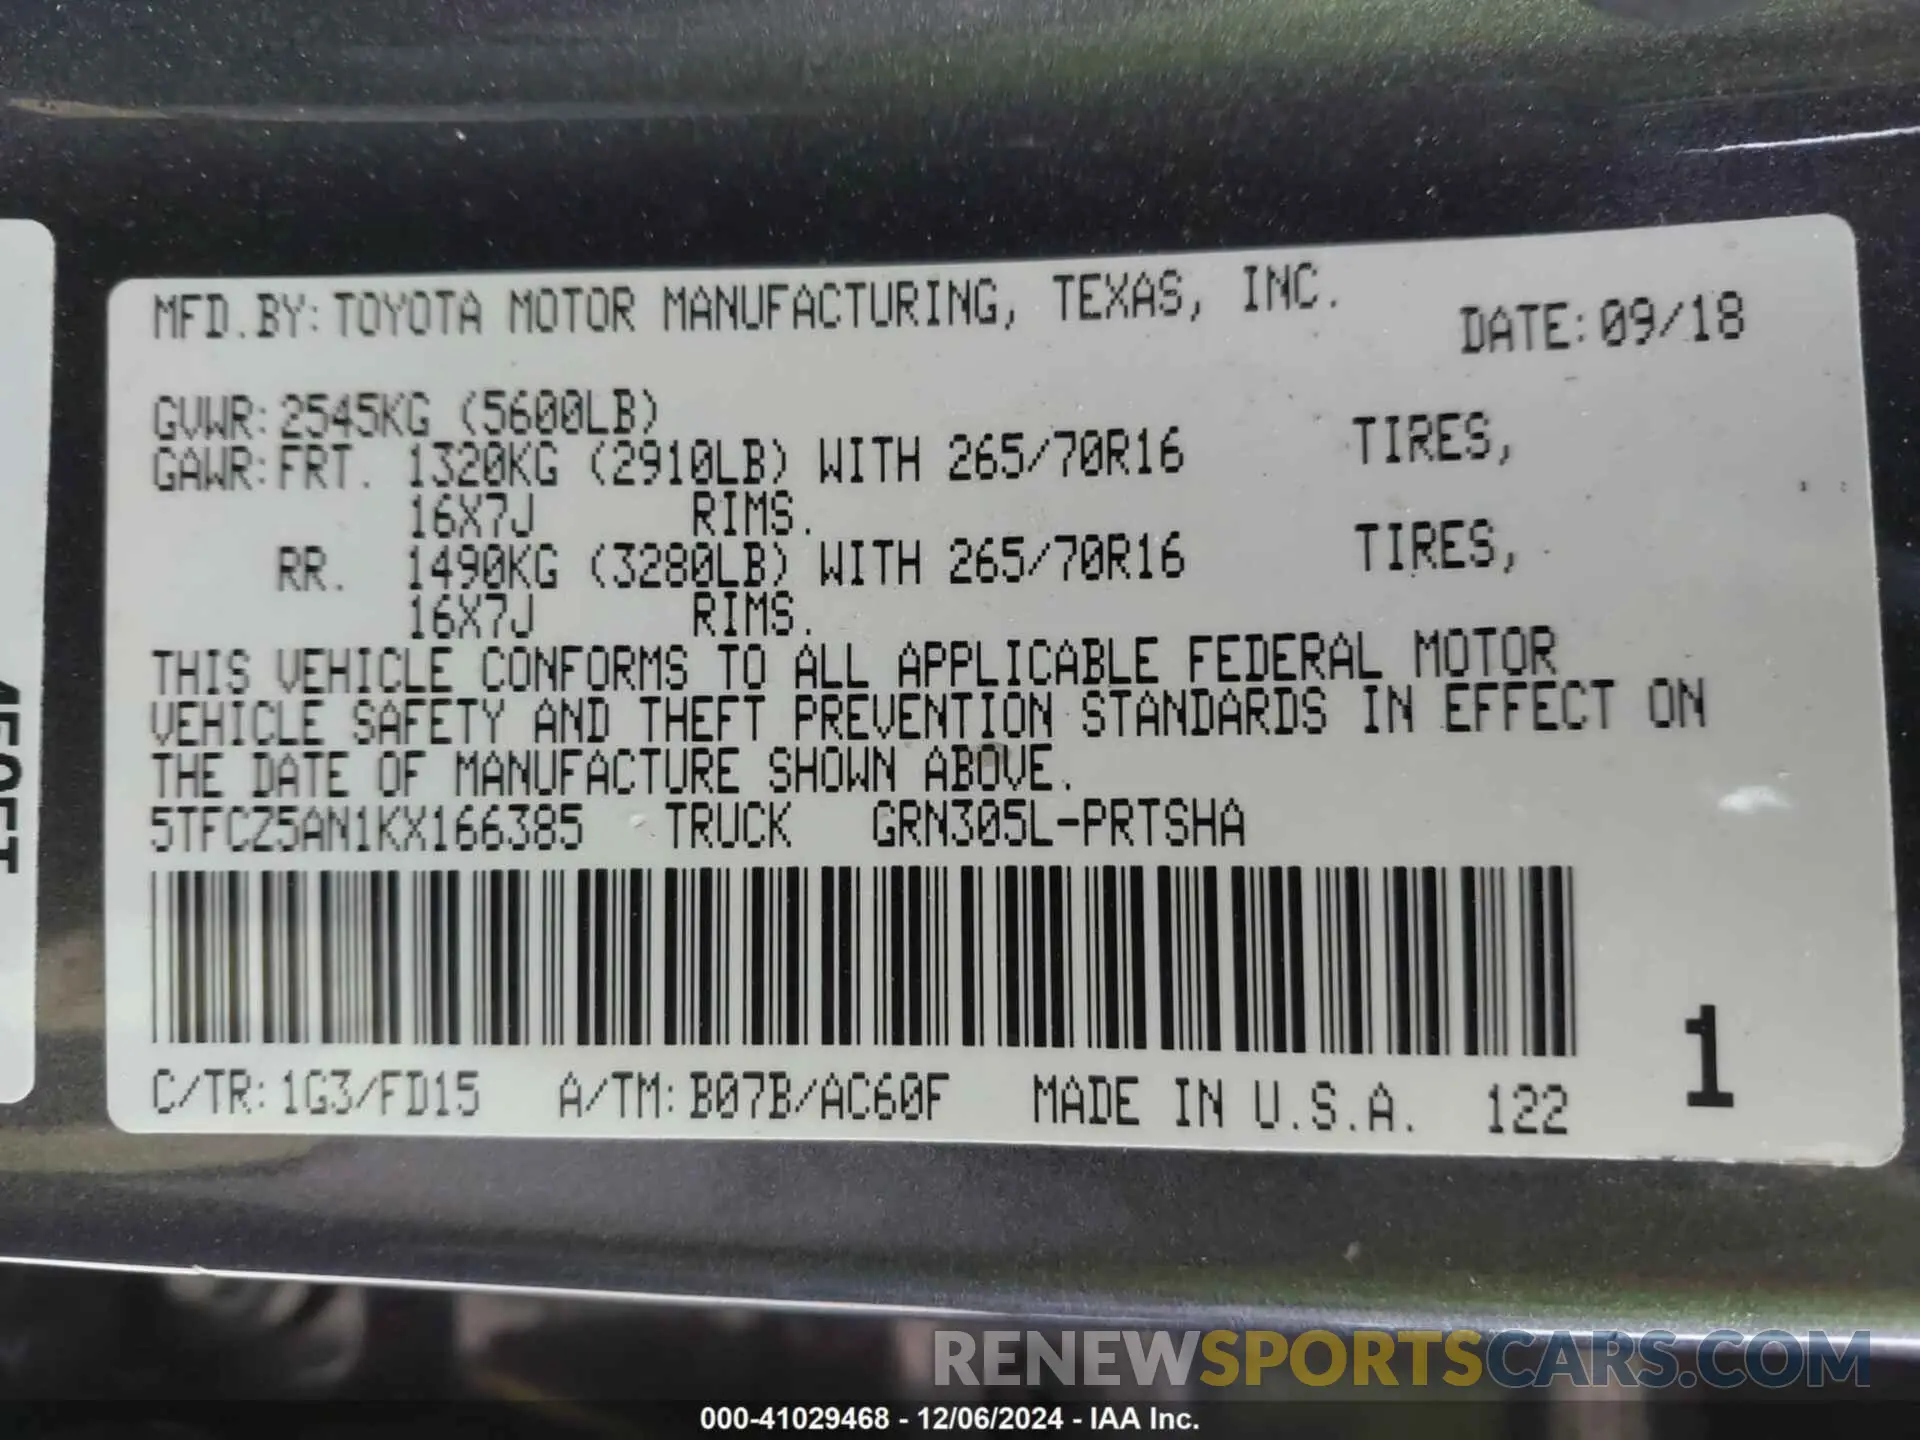 MFD.BY:TOYOTA MOTOR MANUFACTURING, TEXAS, INC.
DATE:09/18
GVWR:2545KG (5600LB)
GAWR:FRT. 1320KG (2910LB) WITH 265/70R16 TIRES,
16X7J RIMS.
RR. 1490KG (3280LB) WITH 265/70R16 TIRES,
16X7J RIMS.
THIS VEHICLE CONFORMS TO ALL APPLICABLE FEDERAL MOTOR
VEHICLE SAFETY AND THEFT PREVENTION STANDARDS IN EFFECT ON
THE DATE OF MANUFACTURE SHOWN ABOVE.
5TFCZ5AN1KX166385 TRUCK GRN305L-PRTSHA
1
C/TR:1G3/FD15 A/TM:B07B/AC60F MADE IN U.S.A. 122
RENEWSPORTSCARS.COM
000-41029468 - 12/06/2024 - IAA Inc.